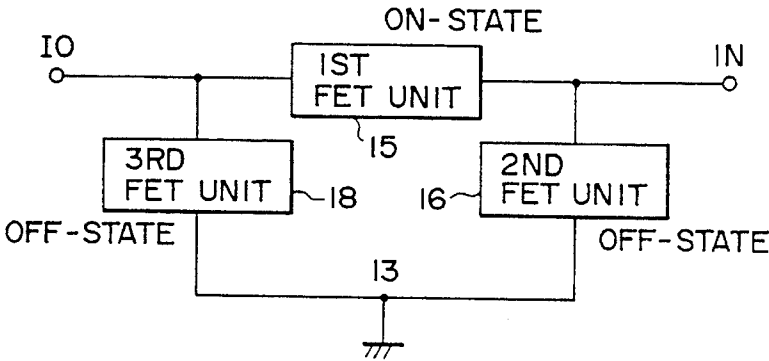 ON-STATE
IO
IN
1ST
FET UNIT
15
3RD
FET UNIT
18
16
2ND
FET UNIT
OFF-STATE
OFF-STATE
13